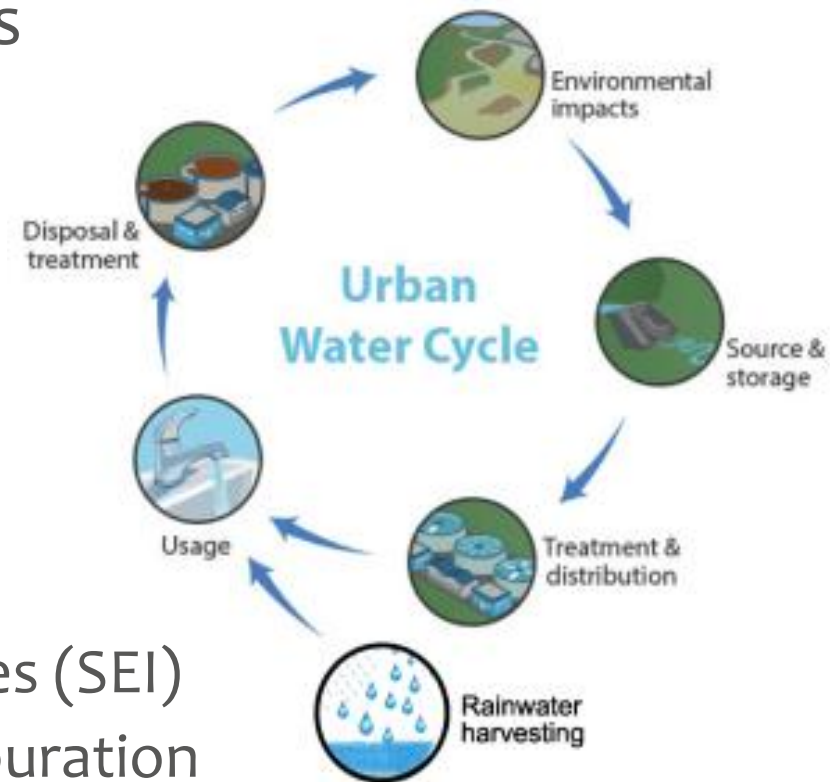 s
Environmental
impacts
Disposal &
treatment
Urban
Water Cycle
Source &
storage
Usage
Treatment &
distribution
es (SEI)
Rainwater
harvesting
ouration